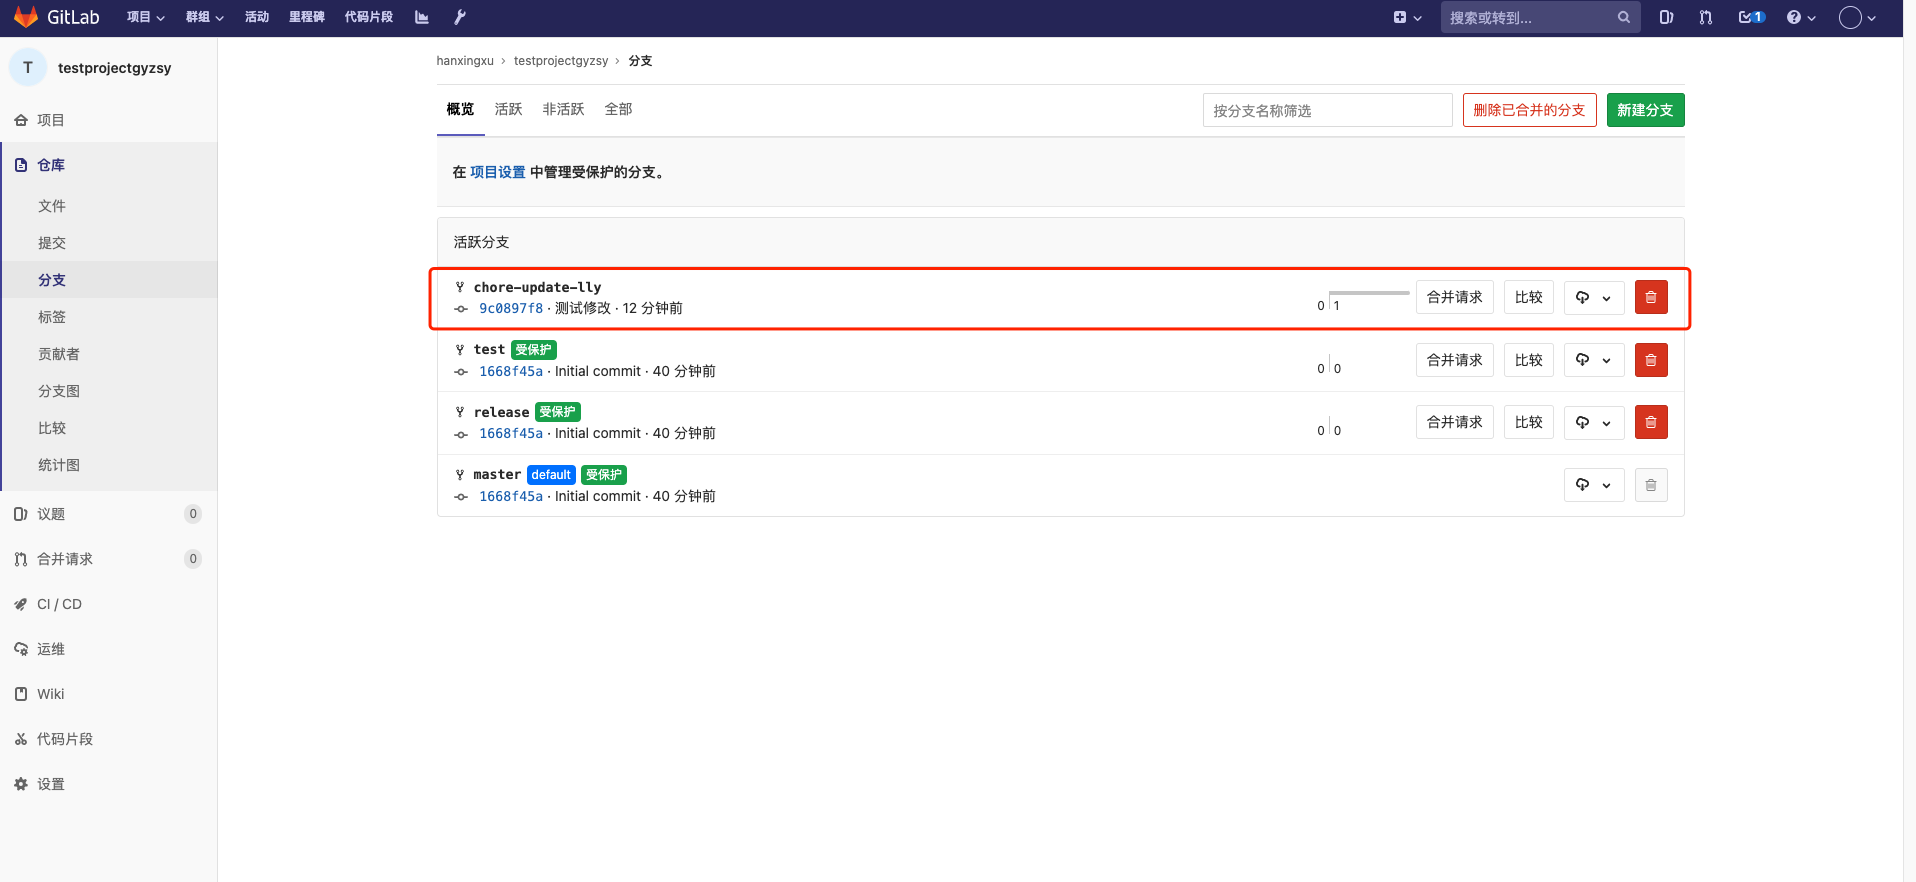 GitLab 项目 群组 活动 里程碑 代码片段 搜索或转到... 1
T testprojectgyzsy
项目
仓库
文件
提交
分支
标签
贡献者
分支图
比较
统计图
议题 0
合并请求 0
CI / CD
运维
Wiki
代码片段
设置
hanxingxu › testprojectgyzsy › 分支
概览 活跃 非活跃 全部 按分支名称筛选 删除已合并的分支 新建分支
在 项目设置 中管理受保护的分支。
活跃分支
chore-update-lly
9c0897f8 · 测试修改 · 12 分钟前 0 1 合并请求 比较
test 受保护
1668f45a · Initial commit · 40 分钟前 0 0 合并请求 比较
release 受保护
1668f45a · Initial commit · 40 分钟前 0 0 合并请求 比较
master default 受保护
1668f45a · Initial commit · 40 分钟前